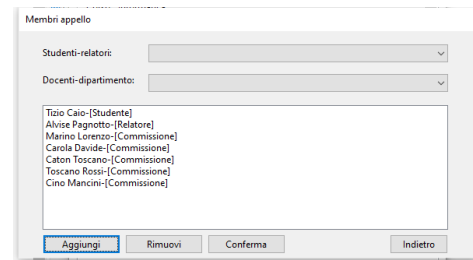 Membri appello
Studenti-relatori:
Docenti-dipartimento:
Tizio Caio-[Studente]
Alvise Pagnotto-[Relatore]
Marino Lorenzo-[Commissione]
Carola Davide-[Commissione]
Caton Toscano-[Commissione]
Toscano Rossi-[Commissione]
Cino Mancini-[Commissione]
Aggiungi Rimuovi Conferma Indietro